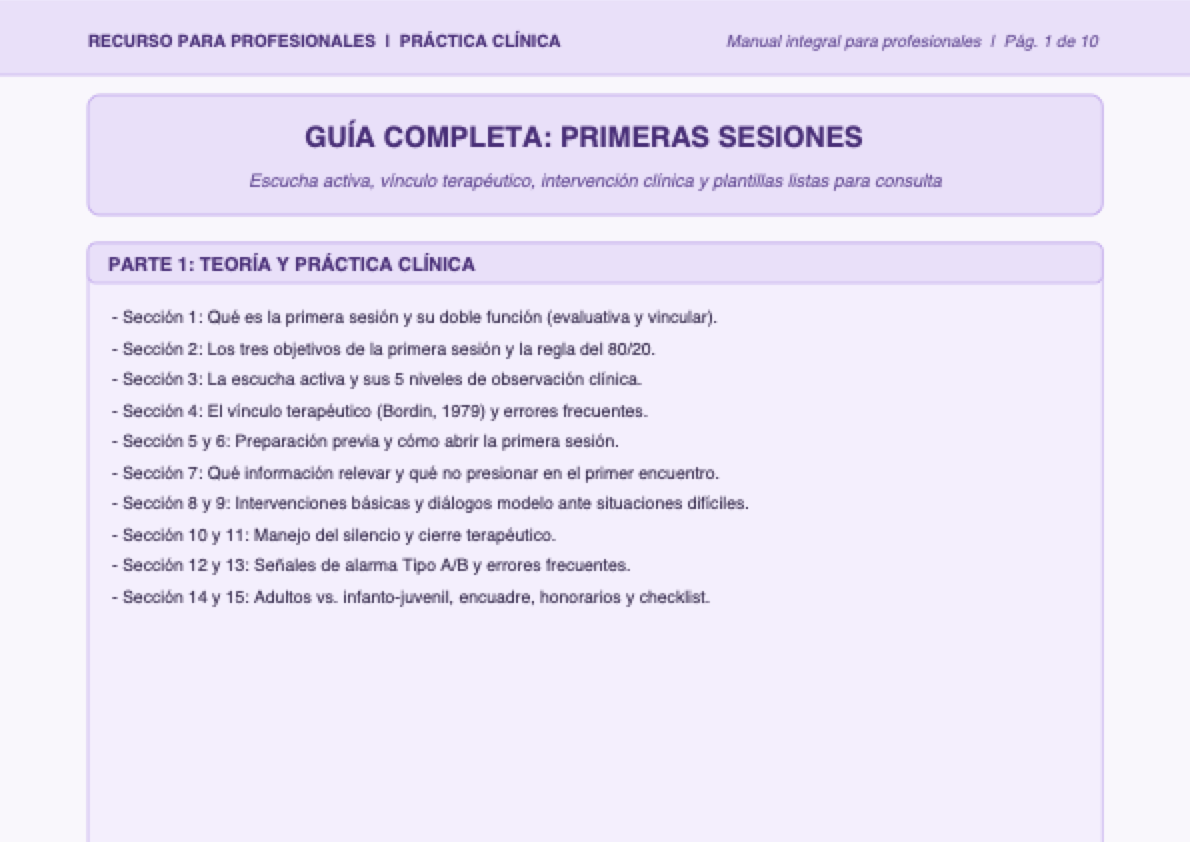 RECURSO PARA PROFESIONALES | PRÁCTICA CLÍNICA
Manual integral para profesionales | Pág. 1 de 10
GUÍA COMPLETA: PRIMERAS SESIONES
Escucha activa, vínculo terapéutico, intervención clínica y plantillas listas para consulta
PARTE 1: TEORÍA Y PRÁCTICA CLÍNICA
- Sección 1: Qué es la primera sesión y su doble función (evaluativa y vincular).
- Sección 2: Los tres objetivos de la primera sesión y la regla del 80/20.
- Sección 3: La escucha activa y sus 5 niveles de observación clínica.
- Sección 4: El vínculo terapéutico (Bordin, 1979) y errores frecuentes.
- Sección 5 y 6: Preparación previa y cómo abrir la primera sesión.
- Sección 7: Qué información relevar y qué no presionar en el primer encuentro.
- Sección 8 y 9: Intervenciones básicas y diálogos modelo ante situaciones difíciles.
- Sección 10 y 11: Manejo del silencio y cierre terapéutico.
- Sección 12 y 13: Señales de alarma Tipo A/B y errores frecuentes.
- Sección 14 y 15: Adultos vs. infanto-juvenil, encuadre, honorarios y checklist.